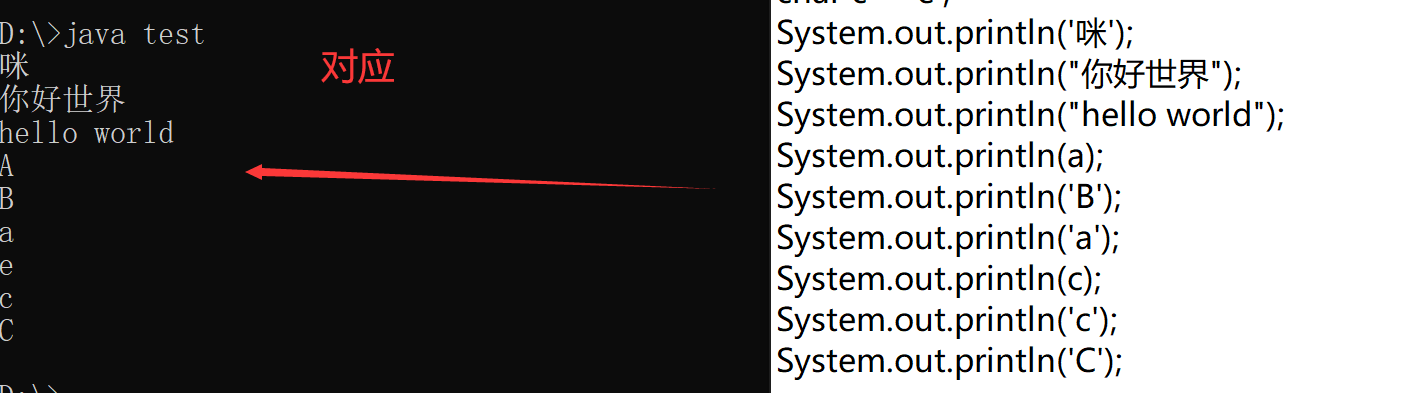 D:\>java test
咪
你好世界
hello world
A
B
a
e
c
C
D:\>
对应
System.out.println('咪');
System.out.println("你好世界");
System.out.println("hello world");
System.out.println(a);
System.out.println('B');
System.out.println('a');
System.out.println(c);
System.out.println('c');
System.out.println('C');